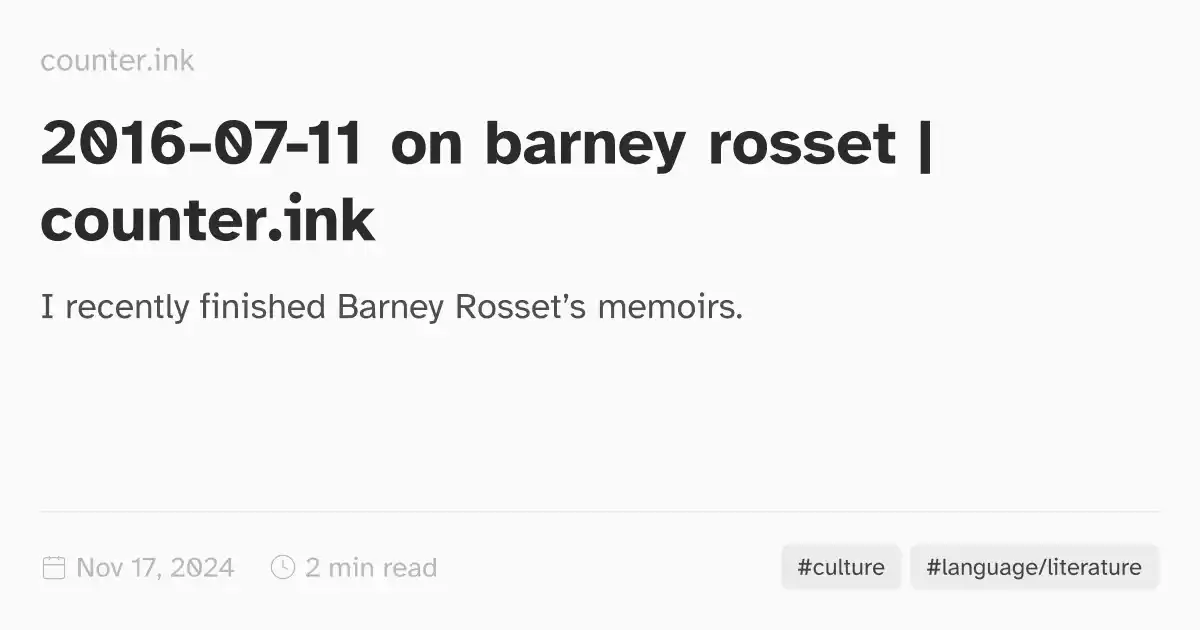 counter.ink
2016-07-11 on barney rosset |
counter.ink
I recently finished Barney Rosset’s memoirs.
Nov 17, 2024 2 min read #culture #language/literature